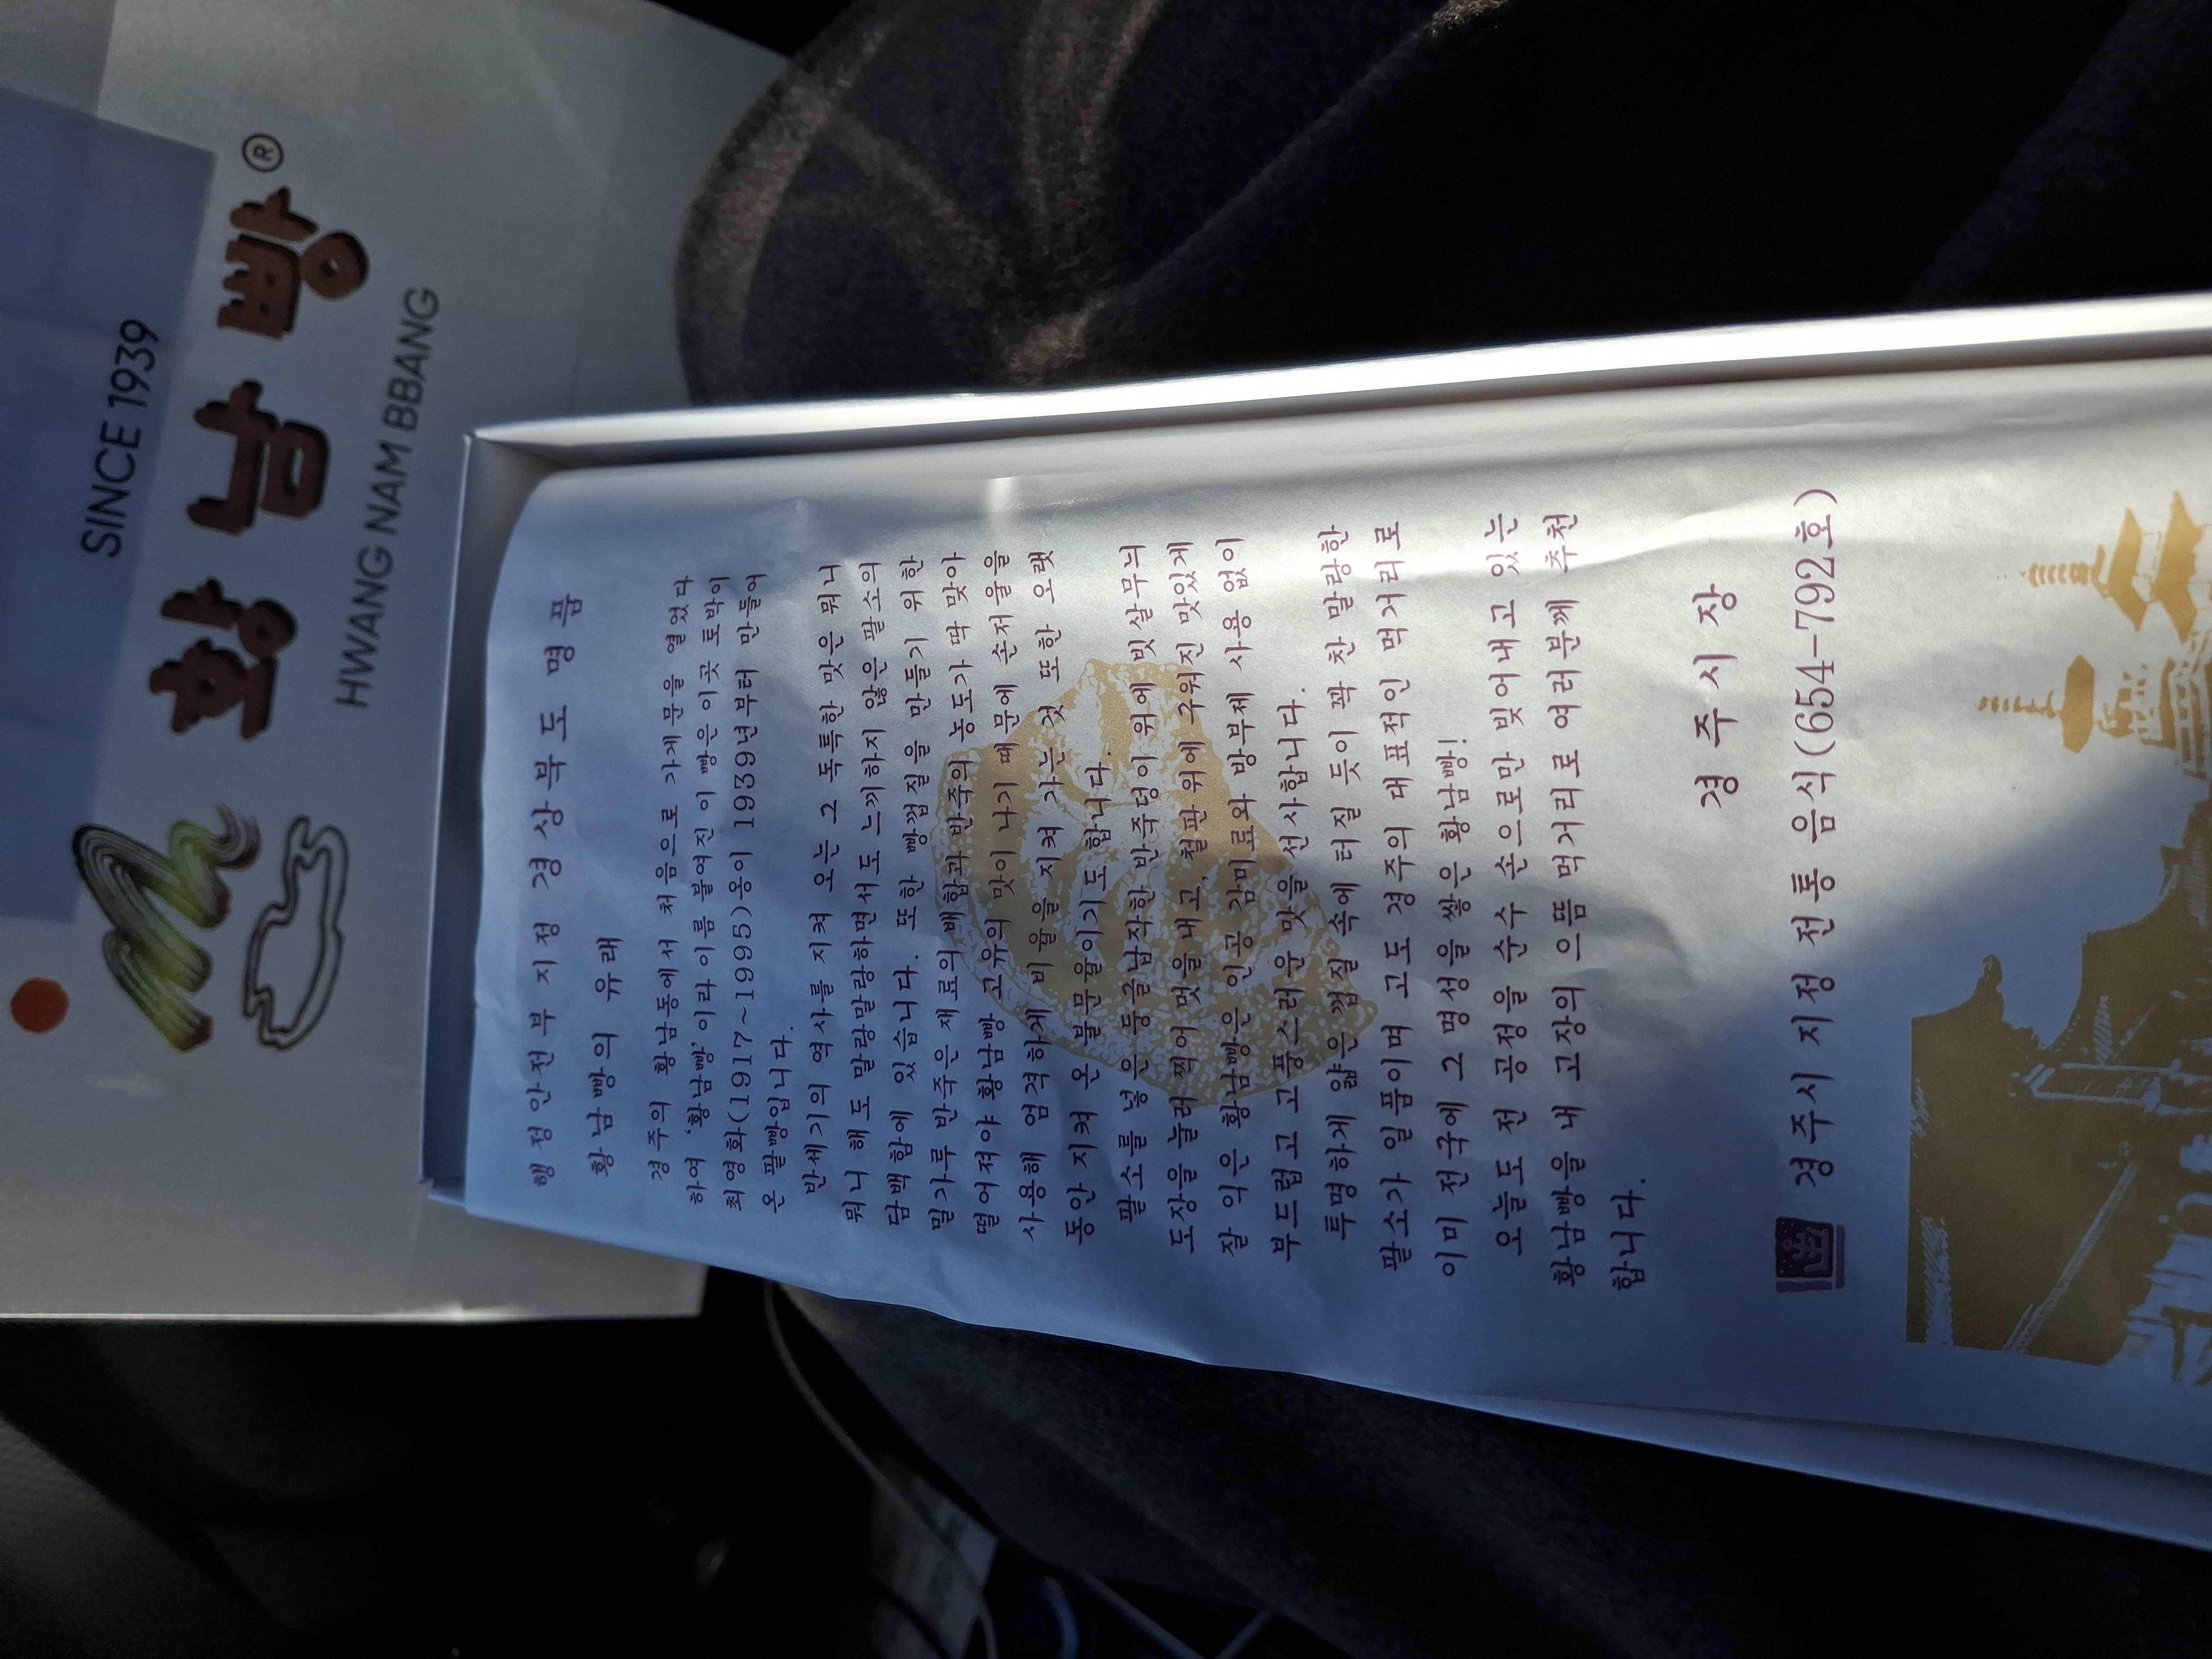 SINCE 1939
황남빵®
HWANG NAM BBANG
행정안전부 지정 경상북도 명품
황남빵의 유래
경주의 황남동에서 처음으로 가게문을 열었다
하여 '황남빵'이라 이름 붙여진 이 빵은 이곳 토박이
최영화(1917~1995)옹이 1939년부터 만들어
온 팥빵입니다.
반세기의 역사를 지켜 오는 그 독특한 맛은 뭐니
뭐니 해도 말랑말랑하면서도 느끼하지 않은 팥소의
담백함에 있습니다. 또한 빵껍질을 만들기 위한
밀가루 반죽은 재료의 배합과 반죽의 농도가 딱 맞아
떨어져야 황남빵 고유의 맛이 나기 때문에 손저울을
사용해 엄격하게 비율을 지켜 가는 것 또한 오랫
동안 지켜 온 불문율이기도 합니다.
팥소를 넣은 둥글납작한 반죽덩이 위에 빗살무늬
도장을 눌러 찍어 멋을 내고, 철판 위에 구워진 맛있게
잘 익은 황남빵은 인공 감미료와 방부제 사용 없이
부드럽고 고풍스러운 맛을 선사합니다.
투명하게 얇은 껍질 속에 터질 듯이 꽉 찬 말랑한
팥소가 일품이며 고도 경주의 대표적인 먹거리로
이미 전국에 그 명성을 쌓은 황남빵!
오늘도 전 공정을 순수 손으로만 빚어내고 있는
황남빵을 내 고장의 으뜸 먹거리로 여러분께 추천
합니다.
경주시장
경주시 지정 전통 음식(654-792호)